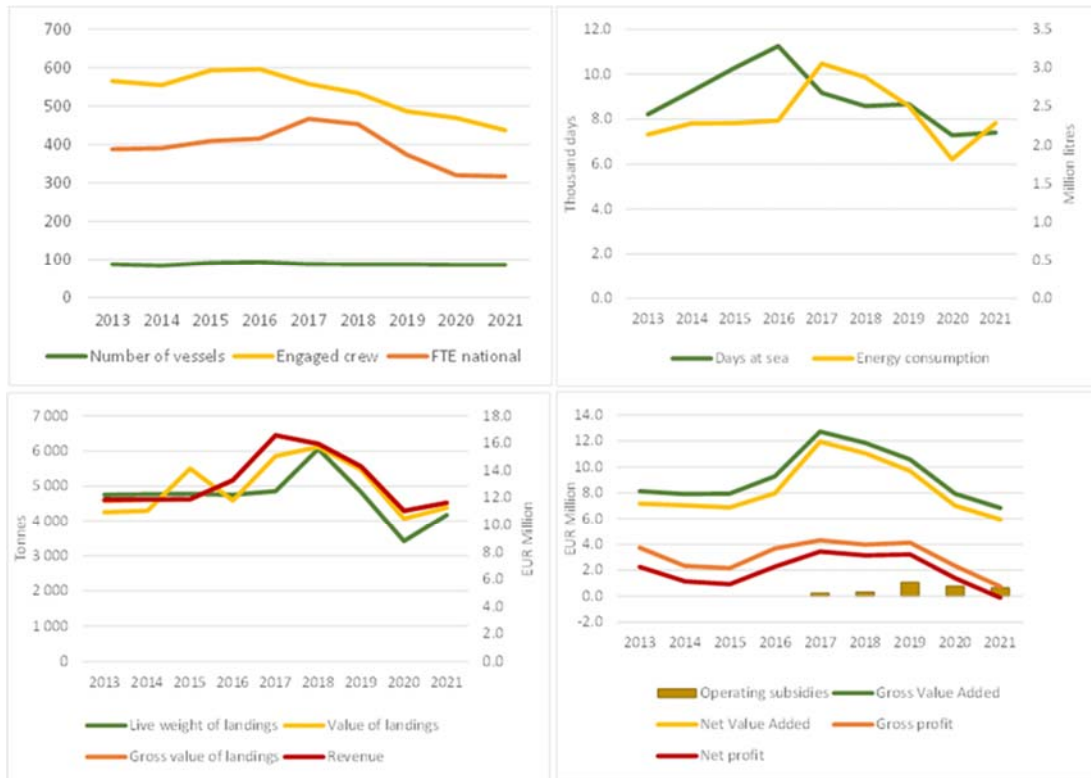 700
600
500
400
300
200
100
0
2013 2014 2015 2016 2017 2018 2019 2020 2021
Number of vessels Engaged crew FTE national
12.0 3.5
10.0 3.0
8.0 2.5
6.0 2.0
4.0 1.5
2.0 1.0
0.0 0.5
0.0
Thousand days
Million litres
2013 2014 2015 2016 2017 2018 2019 2020 2021
Days at sea Energy consumption
7 000 18.0
6 000 16.0
5 000 14.0
4 000 12.0
3 000 10.0
2 000 8.0
1 000 6.0
0 4.0
2.0
0.0
Tonnes
EUR Million
2013 2014 2015 2016 2017 2018 2019 2020 2021
Live weight of landings Value of landings
Gross value of landings Revenue
14.0
12.0
10.0
8.0
6.0
4.0
2.0
0.0
-2.0
EUR Million
2013 2014 2015 2016 2017 2018 2019 2020 2021
Operating subsidies Gross Value Added
Net Value Added Gross profit
Net profit